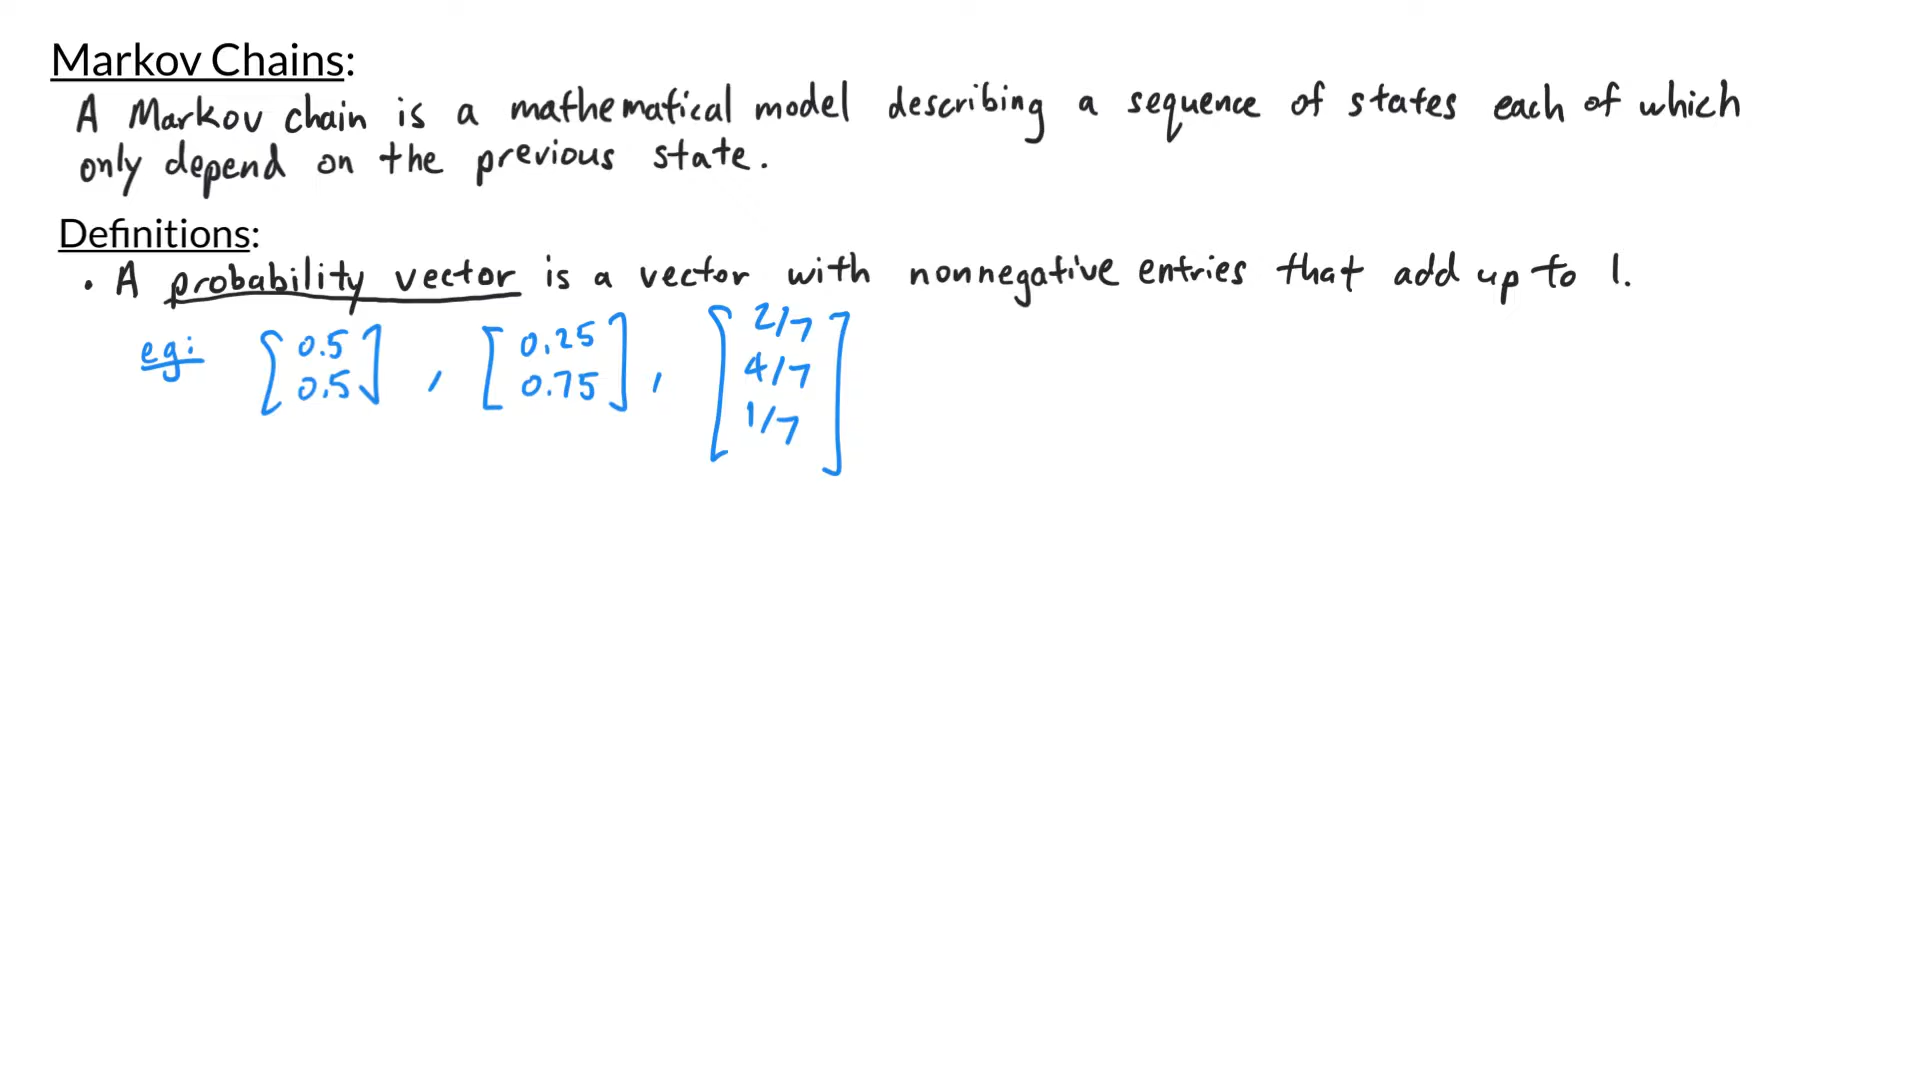 Markov Chains:
A Markov chain is a mathematical model describing a sequence of states each of which
only depend on the previous state.
Definitions:
• A probability vector is a vector with nonnegative entries that add up to 1.
eg: [0.5 0.5], [0.25 0.75], [2/7 4/7 1/7]